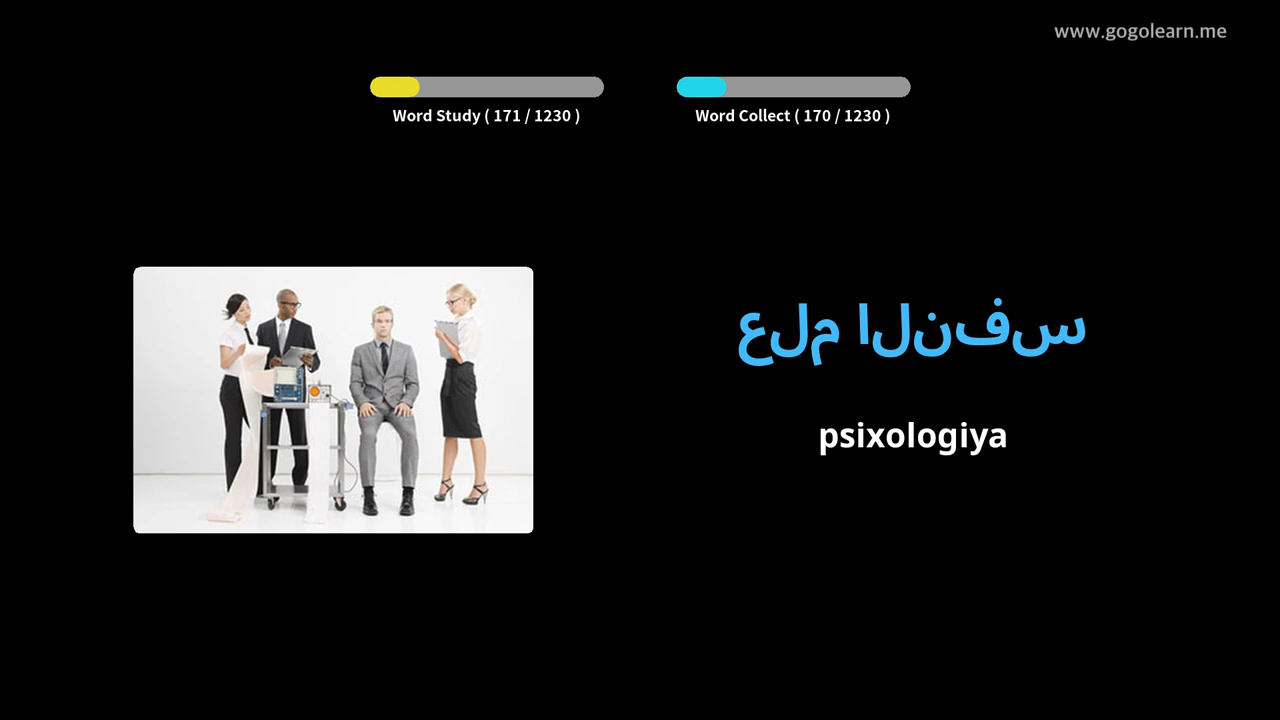 www.gogolearn.me
Word Study ( 171 / 1230 )
Word Collect ( 170 / 1230 )
علم النفس
psixologiya